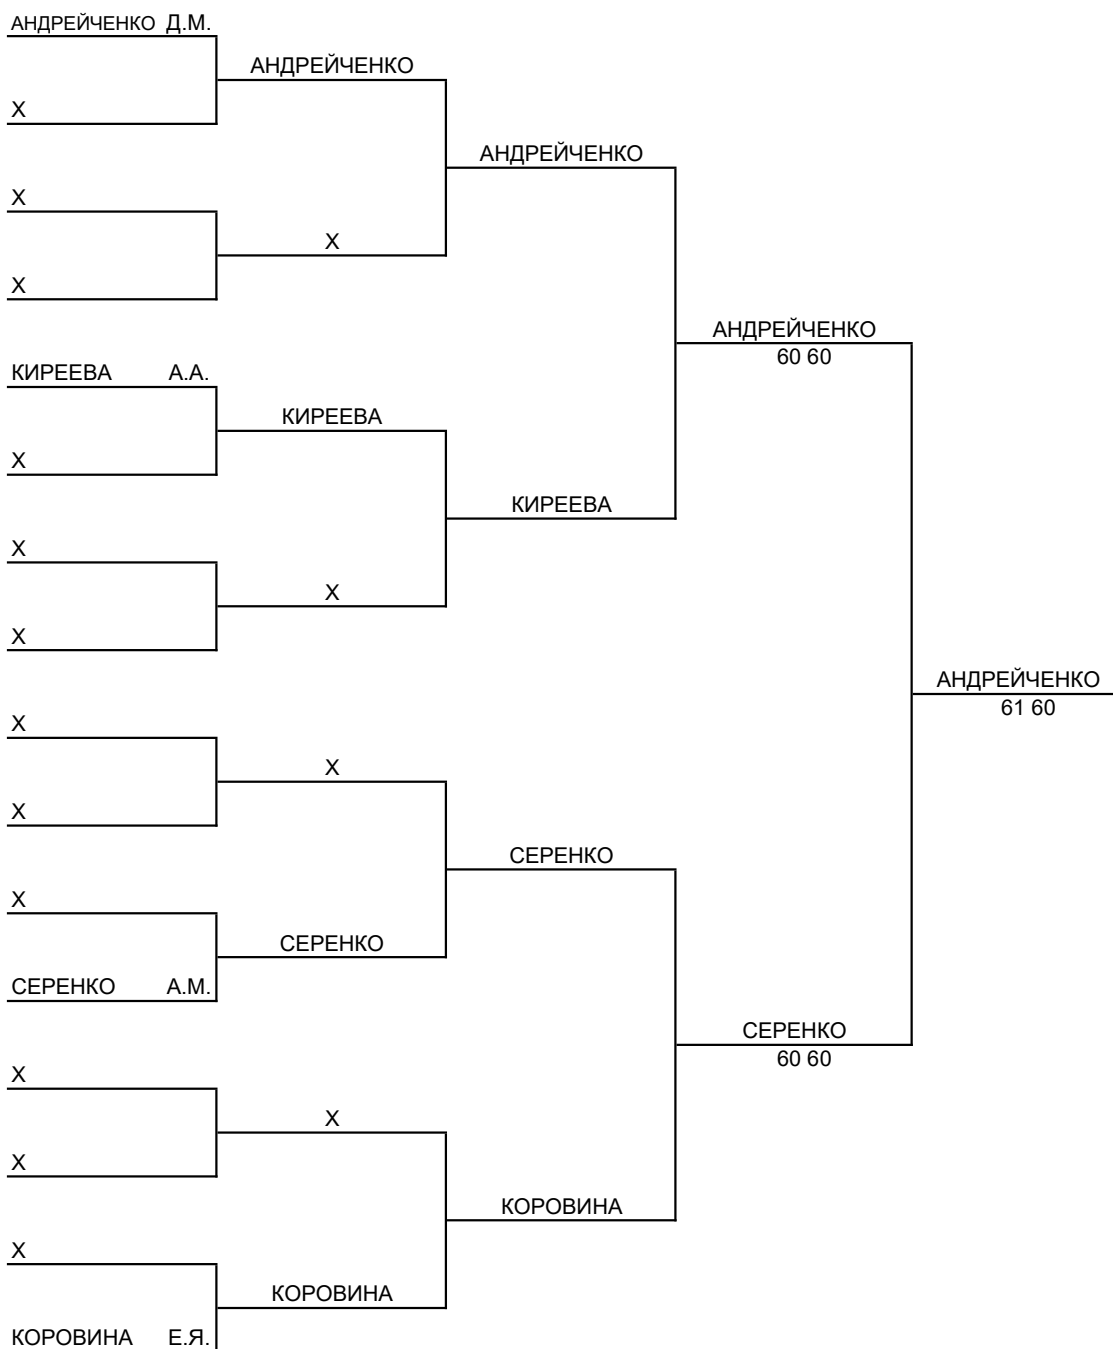 АНДРЕЙЧЕНКО Д.М.
АНДРЕЙЧЕНКО
Х
АНДРЕЙЧЕНКО
Х
Х
Х
АНДРЕЙЧЕНКО
60 60
КИРЕЕВА А.А.
КИРЕЕВА
Х
КИРЕЕВА
Х
Х
Х
АНДРЕЙЧЕНКО
61 60
Х
Х
Х
СЕРЕНКО
Х
СЕРЕНКО
СЕРЕНКО А.М.
СЕРЕНКО
60 60
Х
Х
Х
КОРОВИНА
Х
КОРОВИНА
КОРОВИНА Е.Я.